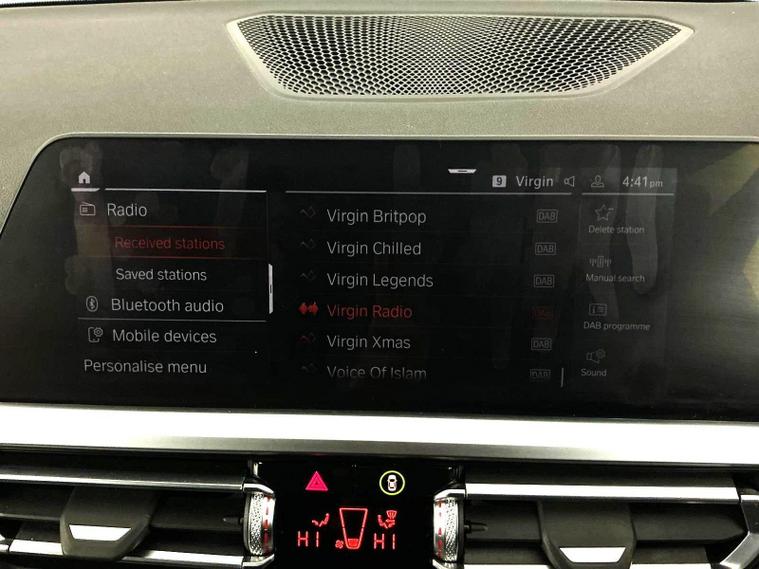 9 Virgin 4:41pm
Radio
Received stations
Saved stations
Bluetooth audio
Mobile devices
Personalise menu
Virgin Britpop DAB
Virgin Chilled DAB
Virgin Legends DAB
Virgin Radio DAB
Virgin Xmas DAB
Voice Of Islam DAB
Delete station
Manual search
DAB programme
Sound
HI HI